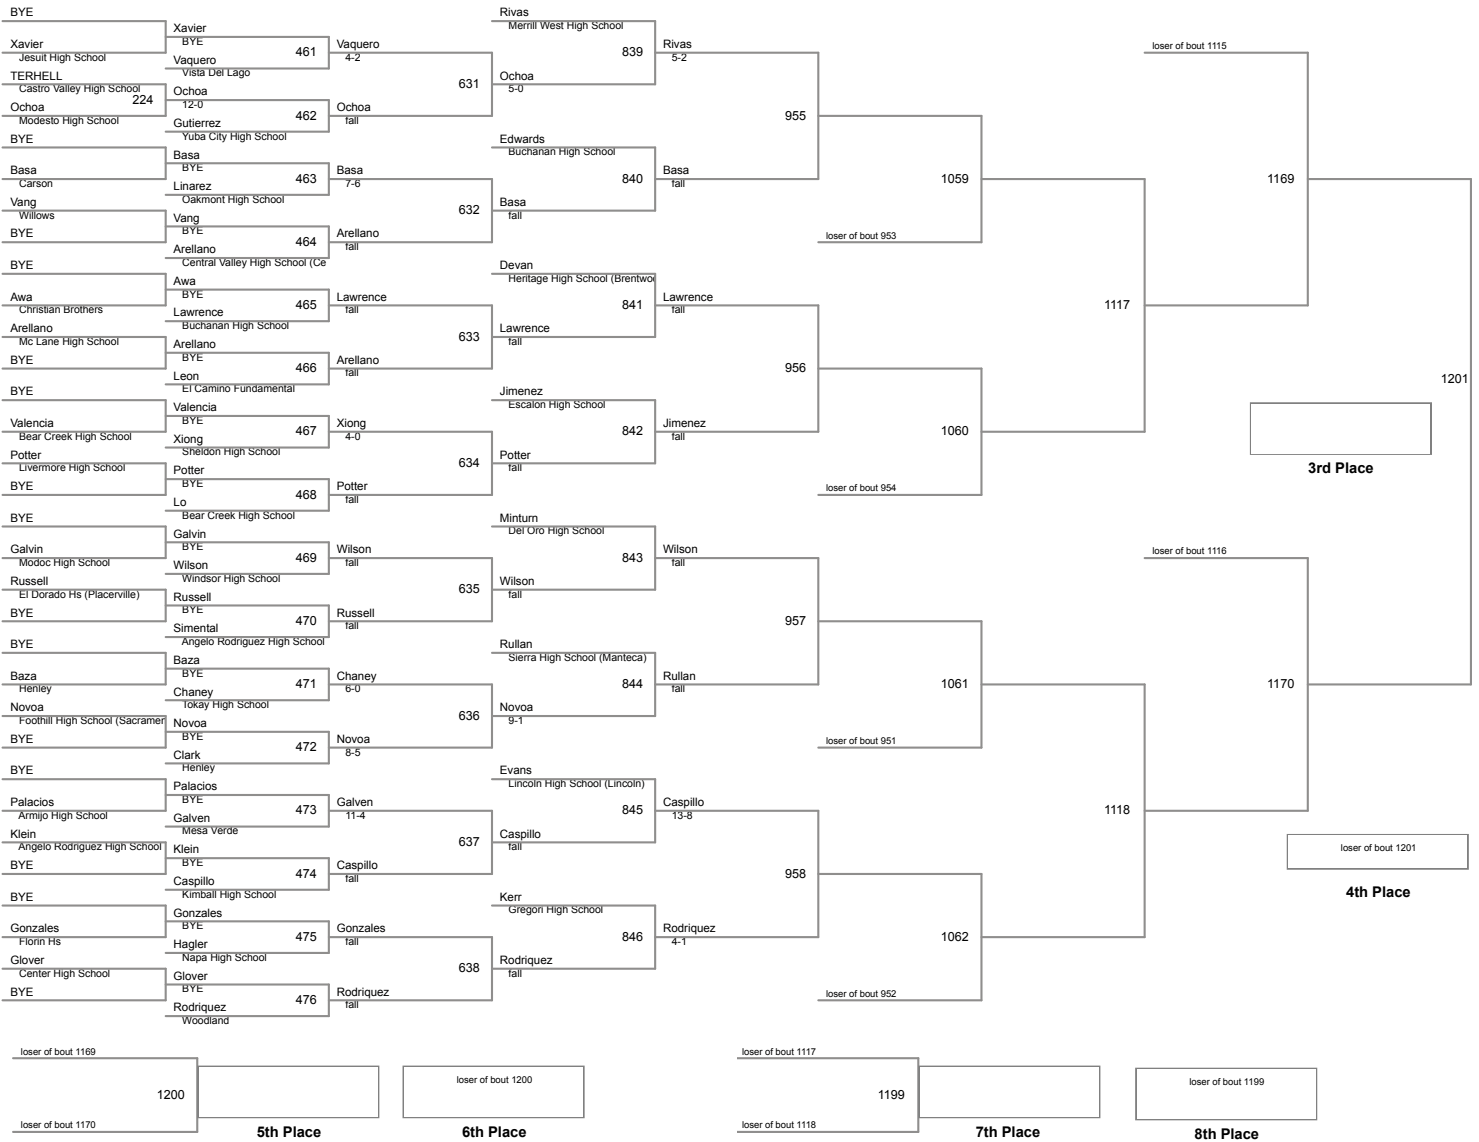 BYE
Xavier
Jesuit High School
TERHELL
Castro Valley High School
224
Ochoa
Modesto High School
BYE
Basa
Carson
Vang
Willows
BYE
BYE
Awa
Christian Brothers
Arellano
Mc Lane High School
BYE
BYE
Valencia
Bear Creek High School
Potter
Livermore High School
BYE
BYE
Galvin
Modoc High School
Russell
El Dorado Hs (Placerville)
BYE
BYE
Baza
Henley
Novoa
Foothill High School (Sacramen
BYE
BYE
Palacios
Armijo High School
Klein
Angelo Rodriguez High School
BYE
BYE
Gonzales
Florin Hs
Glover
Center High School
BYE
Xavier
BYE
461
Vaquero
Vista Del Lago
Ochoa
12-0
462
Gutierrez
Yuba City High School
Basa
BYE
463
Linarez
Oakmont High School
Vang
BYE
464
Arellano
Central Valley High School (Ce
Awa
BYE
465
Lawrence
Buchanan High School
Arellano
BYE
466
Leon
El Camino Fundamental
Valencia
BYE
467
Xiong
Sheldon High School
Potter
BYE
468
Lo
Bear Creek High School
Galvin
BYE
469
Wilson
Windsor High School
Russell
BYE
470
Simental
Angelo Rodriguez High School
Baza
BYE
471
Chaney
Tokay High School
Novoa
BYE
472
Clark
Henley
Palacios
BYE
473
Galven
Mesa Verde
Klein
BYE
474
Caspillo
Kimball High School
Gonzales
BYE
475
Hagler
Napa High School
Glover
BYE
476
Rodriquez
Woodland
Vaquero
4-2
631
Ochoa
fall
Basa
7-6
632
Arellano
fall
Lawrence
fall
633
Arellano
fall
Xiong
4-0
634
Potter
fall
Wilson
fall
635
Russell
fall
Chaney
6-0
636
Novoa
8-5
Galven
11-4
637
Caspillo
fall
Gonzales
fall
638
Rodriquez
fall
Rivas
Merrill West High School
839
Ochoa
5-0
Edwards
Buchanan High School
840
Basa
fall
Devan
Heritage High School (Brentwoo
841
Lawrence
fall
Jimenez
Escalon High School
842
Potter
fall
Minturn
Del Oro High School
843
Wilson
fall
Rullan
Sierra High School (Manteca)
844
Novoa
9-1
Evans
Lincoln High School (Lincoln)
845
Caspillo
fall
Kerr
Gregori High School
846
Rodriquez
fall
Rivas
5-2
955
Basa
fall
Lawrence
fall
956
Jimenez
fall
Wilson
fall
957
Rullan
fall
Caspillo
13-8
958
Rodriquez
4-1
1059
loser of bout 953
1060
loser of bout 954
1061
loser of bout 951
1062
loser of bout 952
1117
1118
loser of bout 1115
1169
loser of bout 1116
1170
1201
3rd Place
loser of bout 1201
4th Place
loser of bout 1169
1200
loser of bout 1170
5th Place
loser of bout 1200
6th Place
loser of bout 1117
1199
loser of bout 1118
7th Place
loser of bout 1199
8th Place